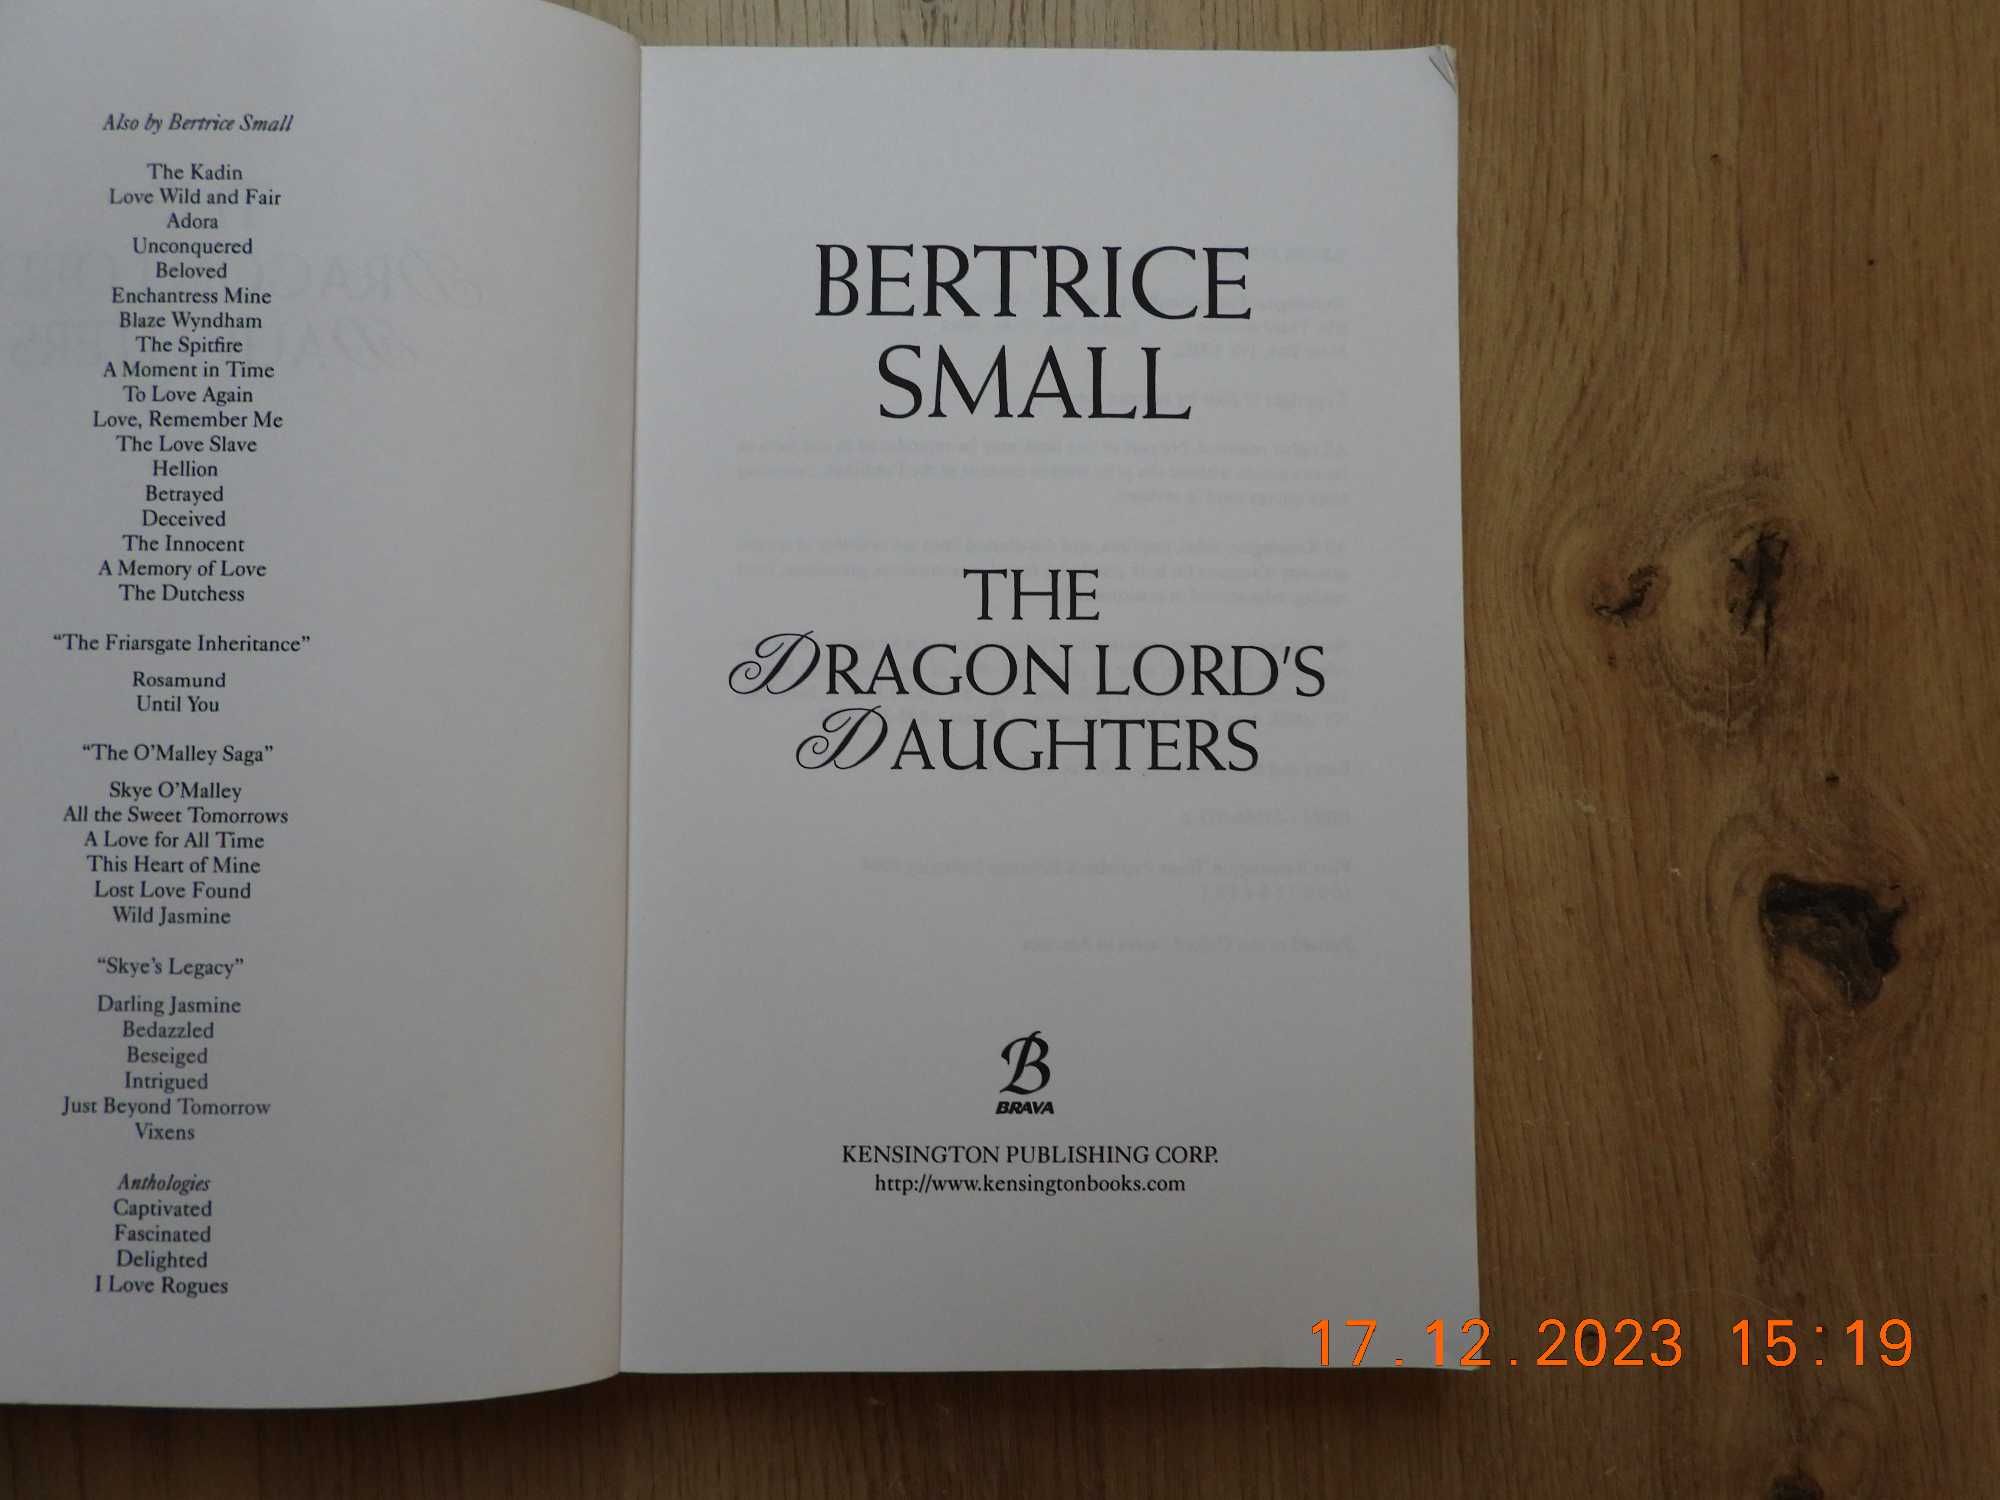 Also by Bertrice Small
The Kadin
Love Wild and Fair
Adora
Unconquered
Beloved
Enchantress Mine
Blaze Wyndham
The Spitfire
A Moment in Time
To Love Again
Love, Remember Me
The Love Slave
Hellion
Betrayed
Deceived
The Innocent
A Memory of Love
The Dutchess
“The Friarsgate Inheritance”
Rosamund
Until You
“The O’Malley Saga”
Skye O’Malley
All the Sweet Tomorrows
A Love for All Time
This Heart of Mine
Lost Love Found
Wild Jasmine
“Skye’s Legacy”
Darling Jasmine
Bedazzled
Beseiged
Intrigued
Just Beyond Tomorrow
Vixens
Anthologies
Captivated
Fascinated
Delighted
I Love Rogues
BERTRICE
SMALL
THE
DRAGON LORD’S
DAUGHTERS
B
BRAVA
KENSINGTON PUBLISHING CORP.
http://www.kensingtonbooks.com
17.12.2023 15:19